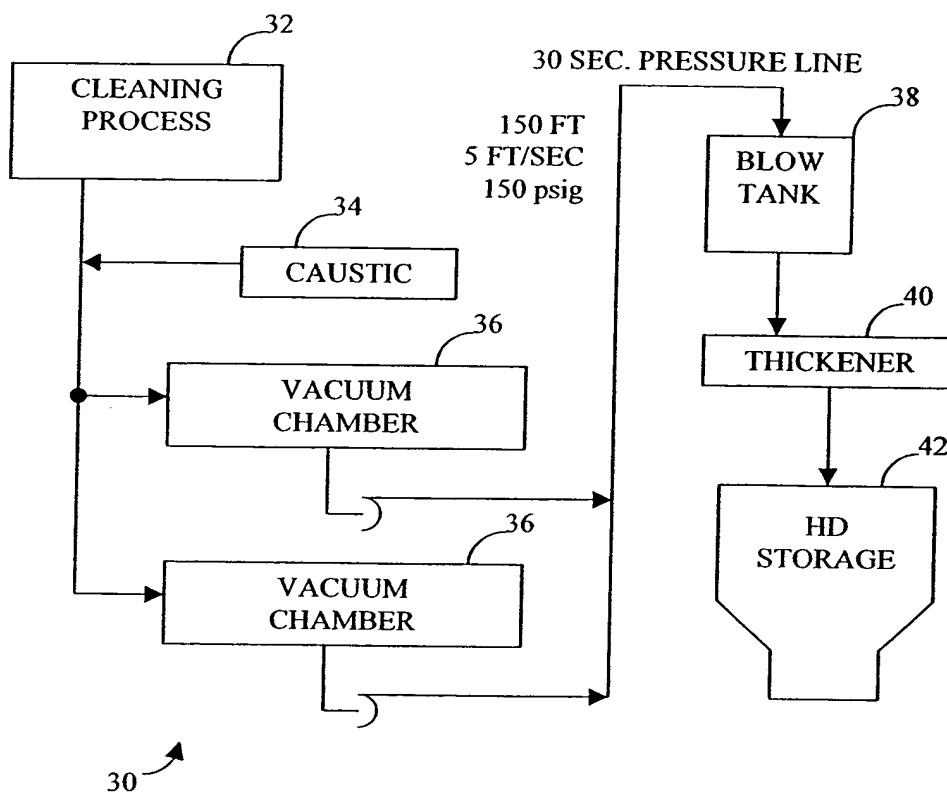 32
CLEANING
PROCESS
30 SEC. PRESSURE LINE
150 FT
5 FT/SEC
150 psig
38
BLOW
TANK
34
CAUSTIC
40
THICKENER
36
VACUUM
CHAMBER
42
HD
STORAGE
36
VACUUM
CHAMBER
30